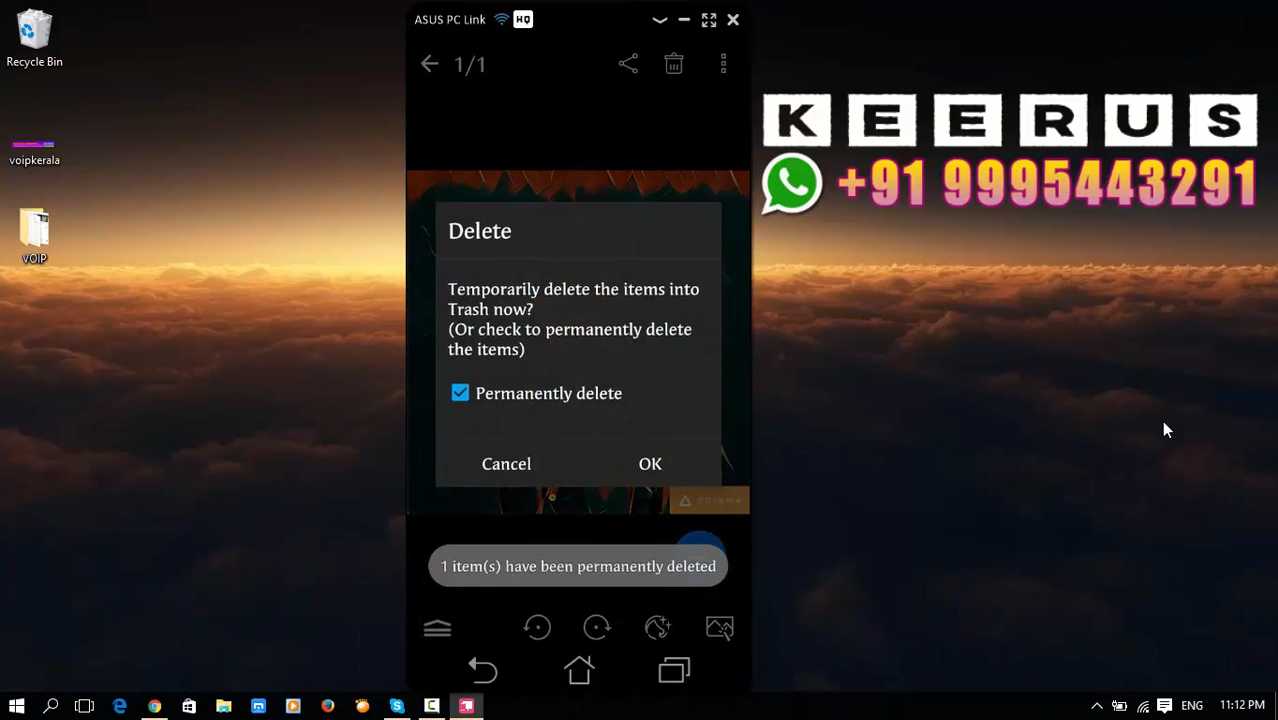 ASUS PC Link
HQ
1/1
Recycle Bin
voipkerala
VOIP
KEERUS
+91 9995443291
Delete
Temporarily delete the items into
Trash now?
(Or check to permanently delete
the items)
Permanently delete
Cancel
OK
1 item(s) have been permanently deleted
ENG
11:12 PM